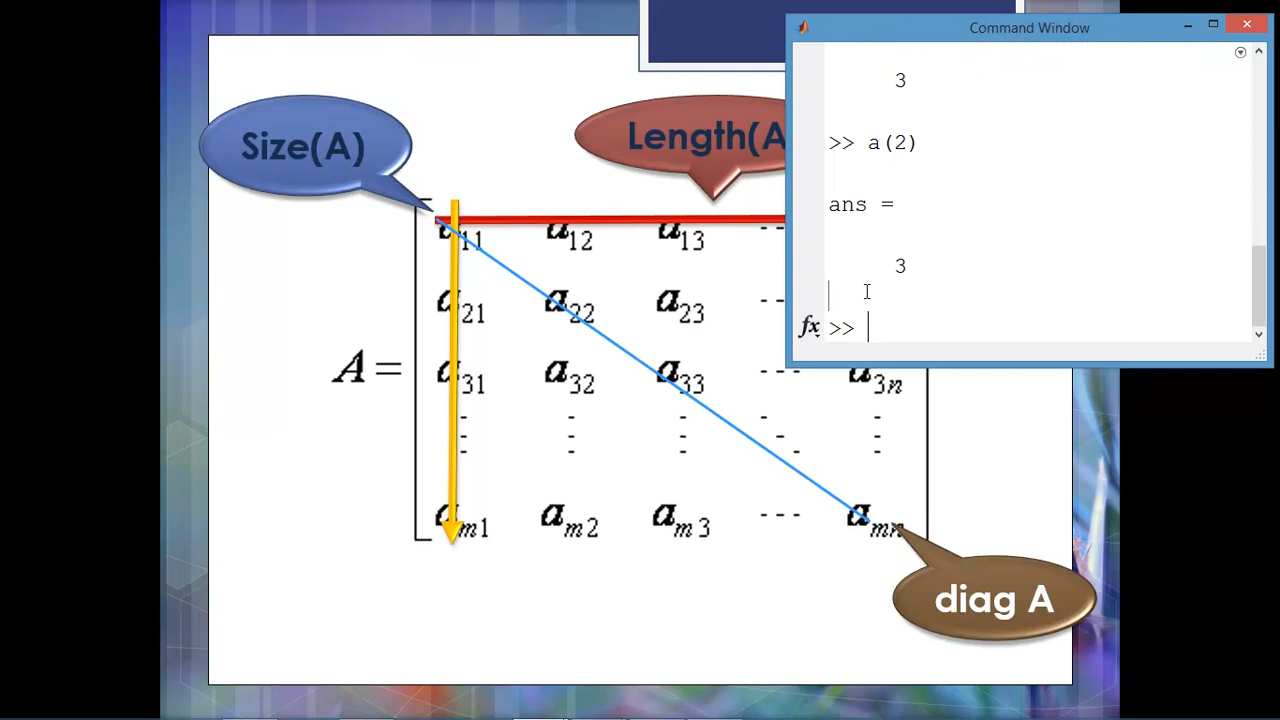 Command Window
3
>> a(2)
ans =
3
fx >>
Size(A)
Length(A
a12 a13 ---
a21 a22 a23 ---
A = a31 a32 a33 --- a3n
am1 am2 am3 --- amn
diag A